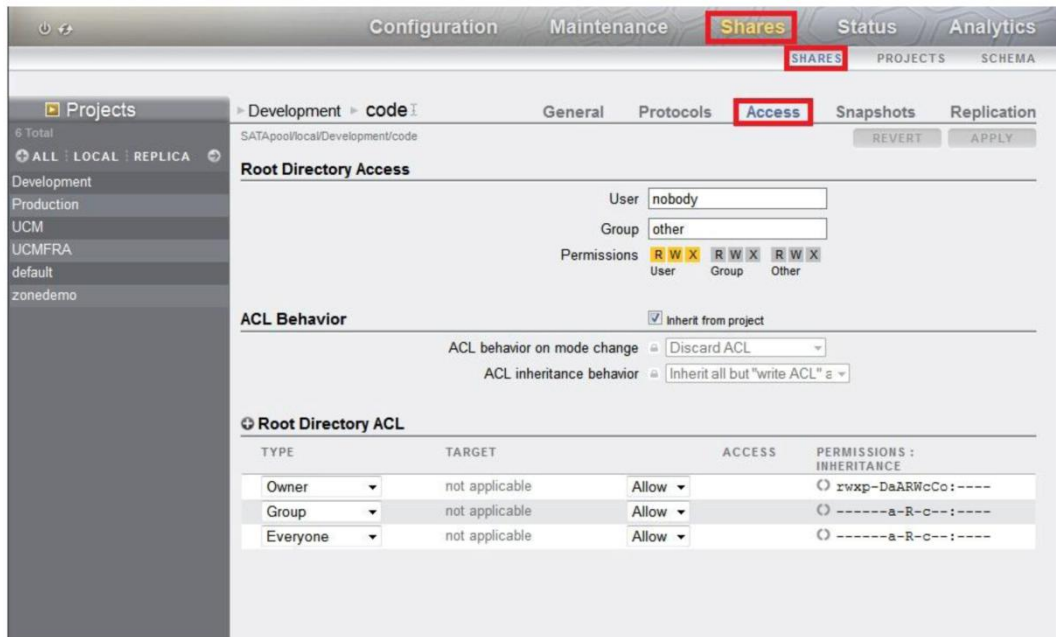 Configuration Maintenance Shares Status Analytics
SHARES PROJECTS SCHEMA
Projects
6 Total
ALL LOCAL REPLICA
Development
Production
UCM
UCMFRA
default
zonedemo
Development code General Protocols Access Snapshots Replication
SATApool/local/Development/code REVERT APPLY
Root Directory Access
User nobody
Group other
Permissions R W X R W X R W X
User Group Other
ACL Behavior Inherit from project
ACL behavior on mode change Discard ACL
ACL inheritance behavior Inherit all but "write ACL" a
Root Directory ACL
TYPE TARGET ACCESS PERMISSIONS :
INHERITANCE
Owner not applicable Allow rwxp-DaARWcCo:----
Group not applicable Allow ------a-R-c--:----
Everyone not applicable Allow ------a-R-c--:----